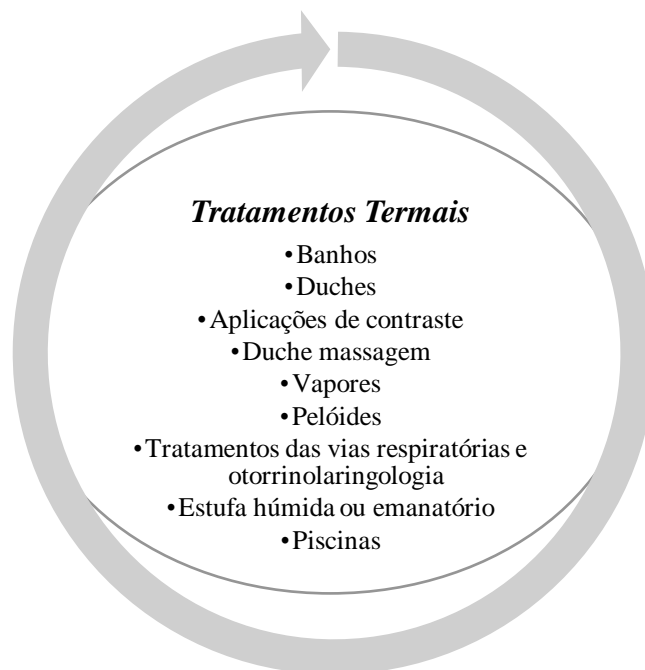 Tratamentos Termais
•Banhos
•Duches
•Aplicações de contraste
•Duche massagem
•Vapores
•Pelóides
•Tratamentos das vias respiratórias e
otorrinolaringologia
•Estufa húmida ou emanatório
•Piscinas